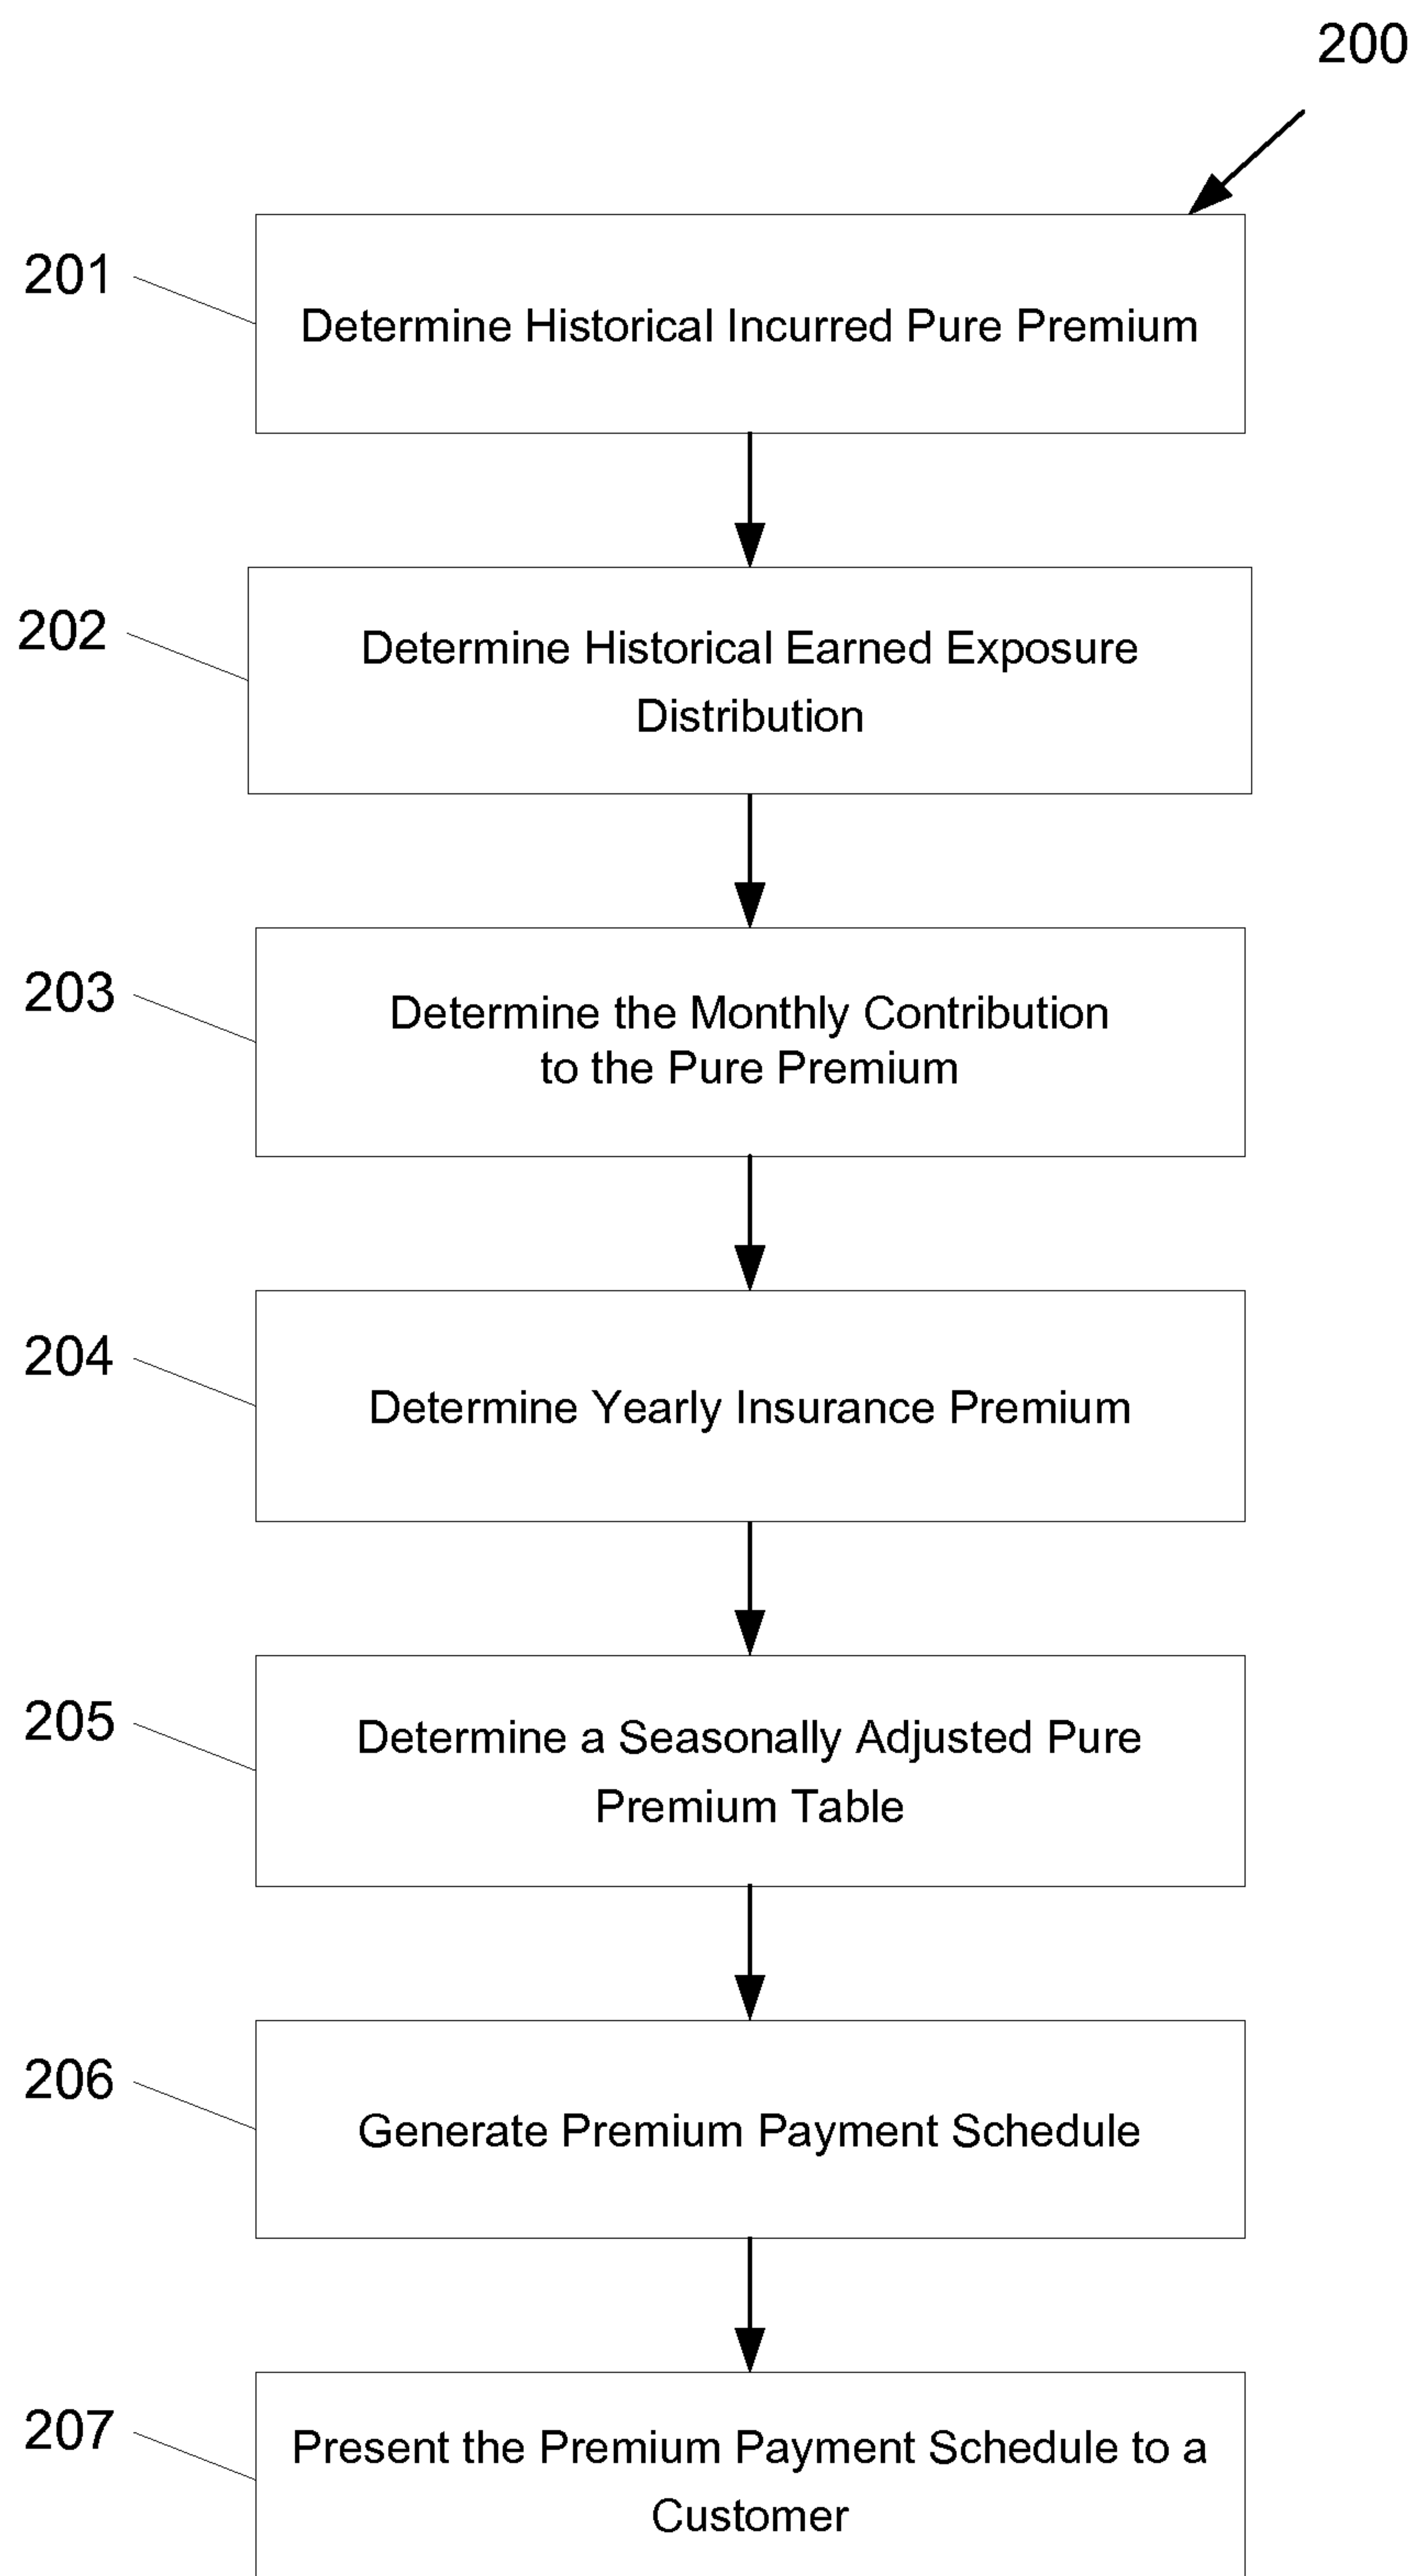 200
201
Determine Historical Incurred Pure Premium
202
Determine Historical Earned Exposure
Distribution
203
Determine the Monthly Contribution
to the Pure Premium
204
Determine Yearly Insurance Premium
205
Determine a Seasonally Adjusted Pure
Premium Table
206
Generate Premium Payment Schedule
207
Present the Premium Payment Schedule to a
Customer